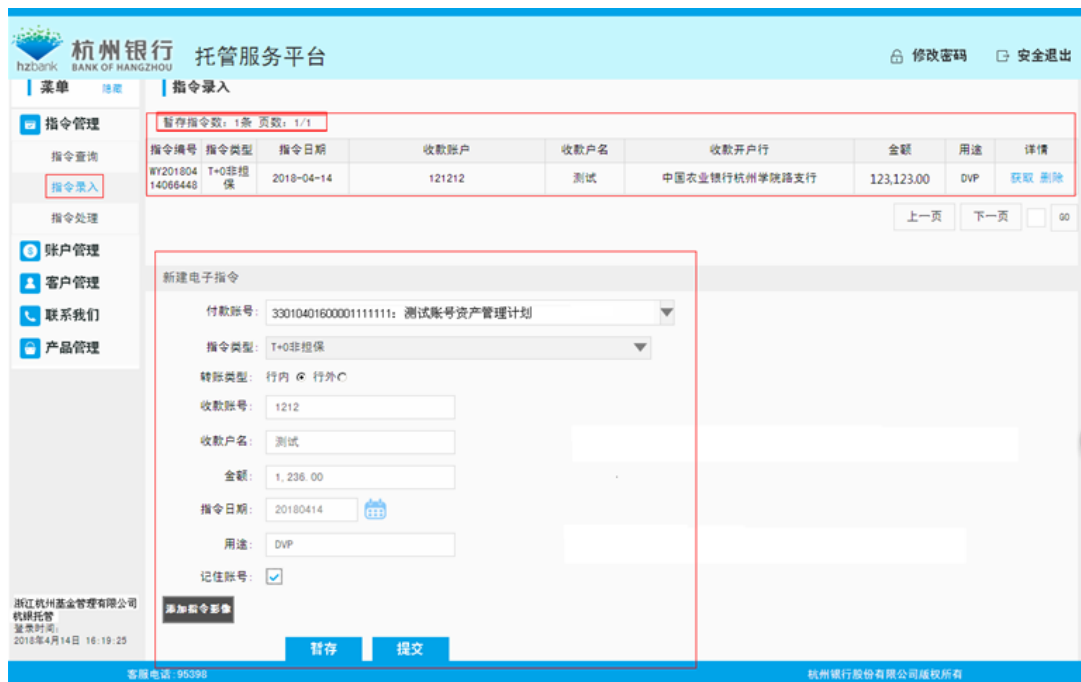 hzbank 杭州银行 BANK OF HANGZHOU 托管服务平台 修改密码 安全退出
菜单 隐藏
指令管理
指令查询
指令录入
指令处理
账户管理
客户管理
联系我们
产品管理
浙江杭州基金管理有限公司
杭银托管
登录时间:
2018年4月14日 16:19:25
指令录入
暂存指令数: 1条 页数: 1/1
指令编号 指令类型 指令日期 收款账户 收款户名 收款开户行 金额 用途 详情
WY20180414066448 T+0非担保 2018-04-14 121212 测试 中国农业银行杭州学院路支行 123,123.00 DVP 获取 删除
上一页 下一页 GO
新建电子指令
付款账号: 33010401600001111111: 测试账号资产管理计划
指令类型: T+0非担保
转账类型: 行内 行外
收款账号: 1212
收款户名: 测试
金额: 1,236.00
指令日期: 20180414
用途: DVP
记住账号:
添加指令影像
暂存 提交
客服电话:95398 杭州银行股份有限公司版权所有